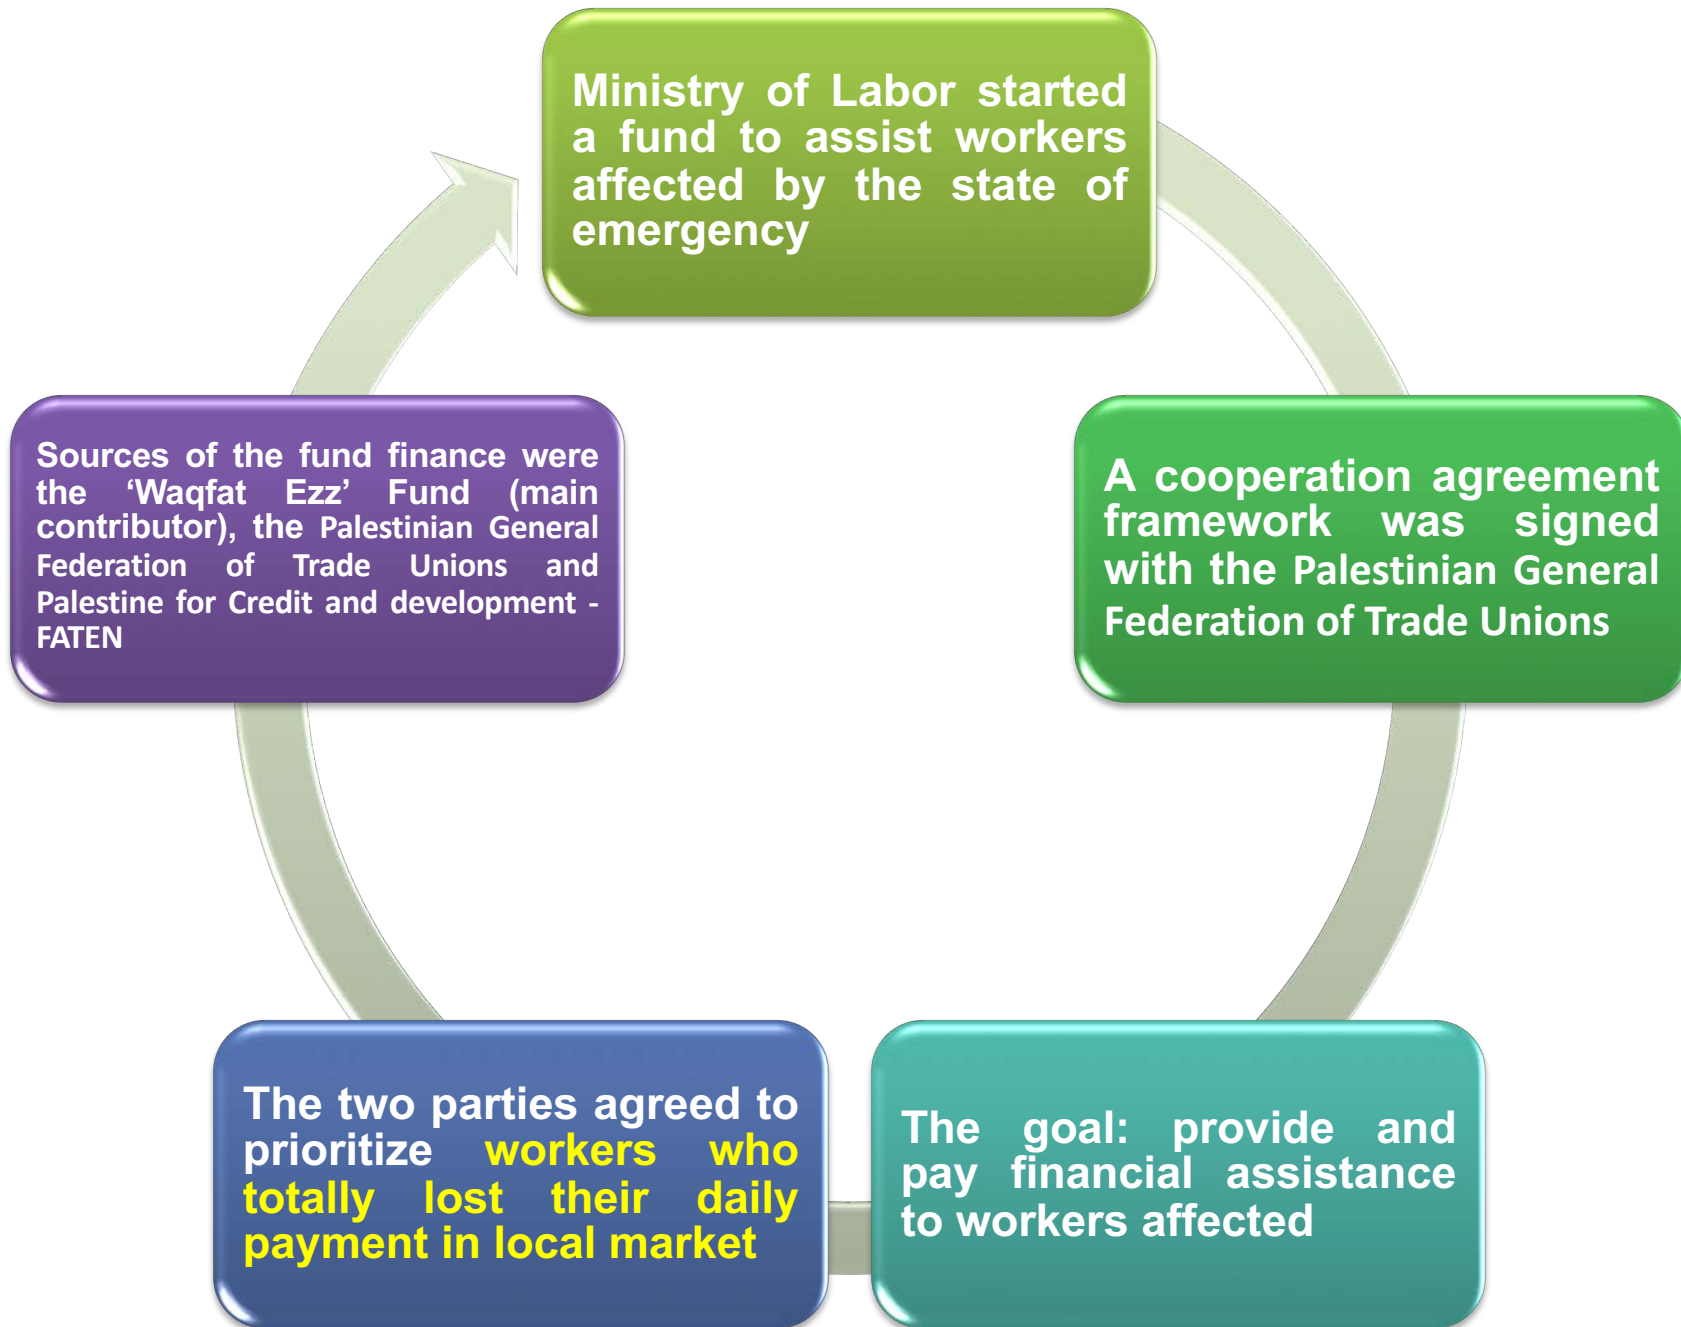 Ministry of Labor started
a fund to assist workers
affected by the state of
emergency
A cooperation agreement
framework was signed
with the Palestinian General
Federation of Trade Unions
The goal: provide and
pay financial assistance
to workers affected
The two parties agreed to
prioritize workers who
totally lost their daily
payment in local market
Sources of the fund finance were
the ‘Waqfat Ezz’ Fund (main
contributor), the Palestinian General
Federation of Trade Unions and
Palestine for Credit and development -
FATEN